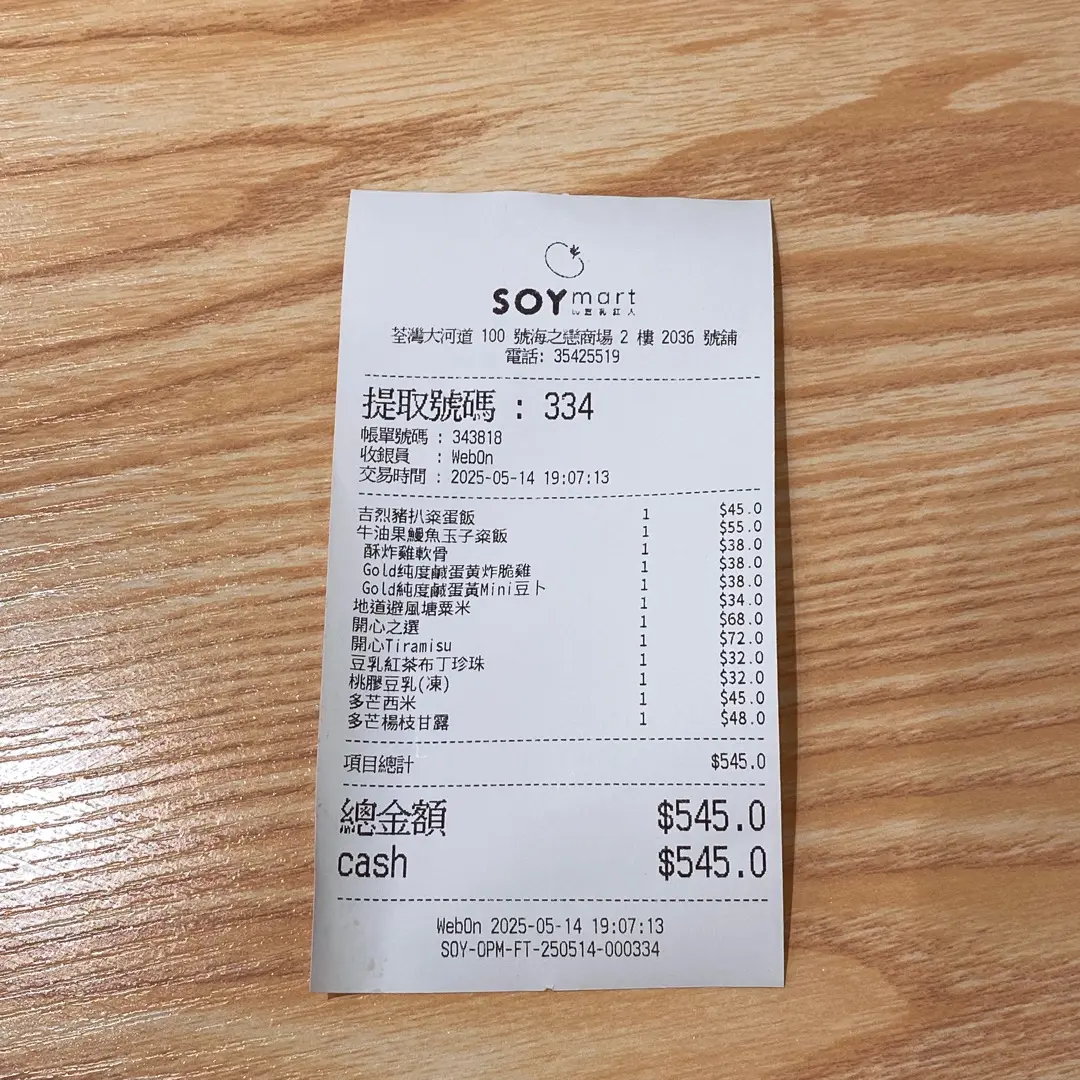 SOYmart
by 豆乳紅人
荃灣大河道 100 號海之戀商場 2 樓 2036 號舖
電話: 35425519
提取號碼 : 334
帳單號碼 : 343818
收銀員 : WebOn
交易時間 : 2025-05-14 19:07:13
吉烈豬扒滾蛋飯 1 $45.0
牛油果鰻魚玉子滾飯 1 $55.0
酥炸雞軟骨 1 $38.0
Gold純度鹹蛋黃炸脆雞 1 $38.0
Gold純度鹹蛋黃Mini豆卜 1 $38.0
地道避風塘粟米 1 $34.0
開心之選 1 $68.0
開心Tiramisu 1 $72.0
豆乳紅茶布丁珍珠 1 $32.0
桃膠豆乳(凍) 1 $32.0
多芒西米 1 $45.0
多芒楊枝甘露 1 $48.0
項目總計 $545.0
總金額 $545.0
cash $545.0
WebOn 2025-05-14 19:07:13
SOY-OPM-FT-250514-000334